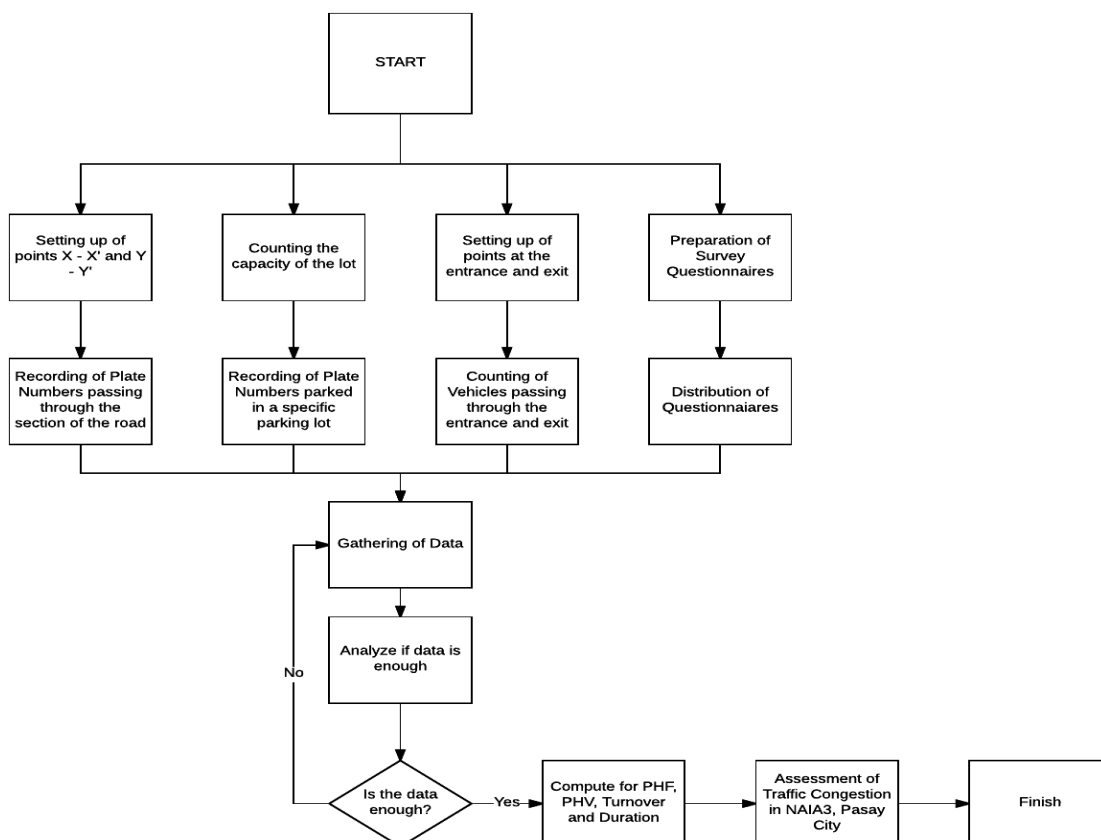 START
Setting up of
points X - X' and Y
- Y'
Counting the
capacity of the lot
Setting up of
points at the
entrance and exit
Preparation of
Survey
Questionnaires
Recording of Plate
Numbers passing
through the
section of the road
Recording of Plate
Numbers parked
in a specific
parking lot
Counting of
Vehicles passing
through the
entrance and exit
Distribution of
Questionnaiares
Gathering of Data
Analyze if data is
enough
No
Is the data
enough?
Yes
Compute for PHF,
PHV, Turnover
and Duration
Assessment of
Traffic Congestion
in NAIA3, Pasay
City
Finish